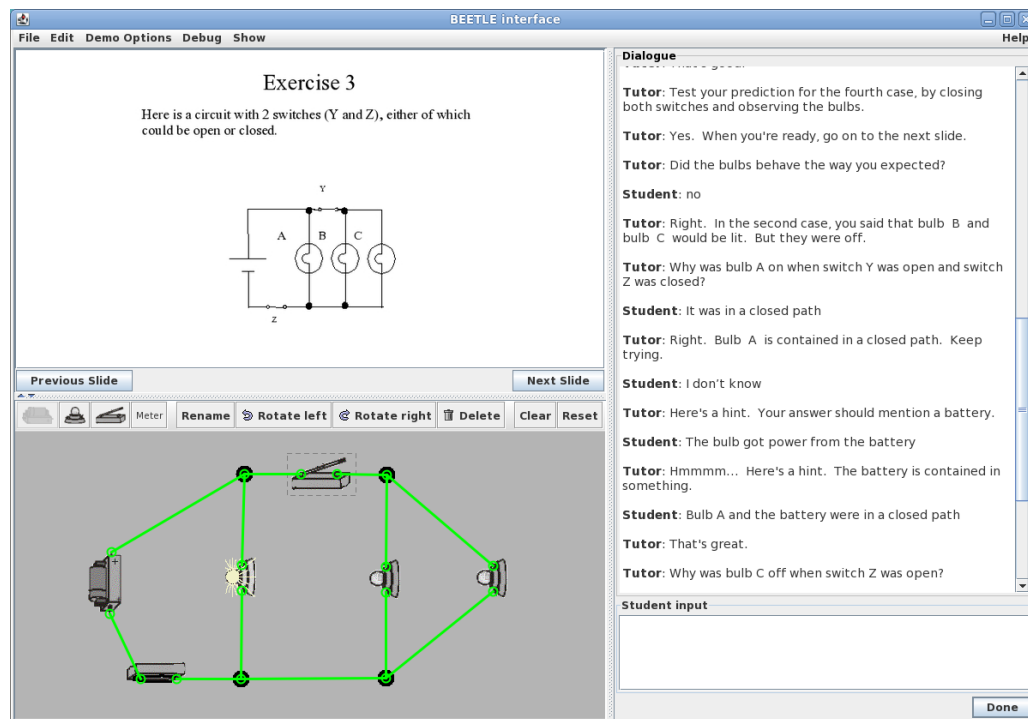 BEETLE interface
File Edit Demo Options Debug Show
Help
Exercise 3
Here is a circuit with 2 switches (Y and Z), either of which
could be open or closed.
Y
A B C
Z
Previous Slide
Next Slide
Meter Rename Rotate left Rotate right Delete Clear Reset
+
Dialogue
Tutor: Test your prediction for the fourth case, by closing
both switches and observing the bulbs.
Tutor: Yes. When you're ready, go on to the next slide.
Tutor: Did the bulbs behave the way you expected?
Student: no
Tutor: Right. In the second case, you said that bulb B and
bulb C would be lit. But they were off.
Tutor: Why was bulb A on when switch Y was open and switch
Z was closed?
Student: It was in a closed path
Tutor: Right. Bulb A is contained in a closed path. Keep
trying.
Student: I don't know
Tutor: Here's a hint. Your answer should mention a battery.
Student: The bulb got power from the battery
Tutor: Hmmmm... Here's a hint. The battery is contained in
something.
Student: Bulb A and the battery were in a closed path
Tutor: That's great.
Tutor: Why was bulb C off when switch Z was open?
Student input
Done